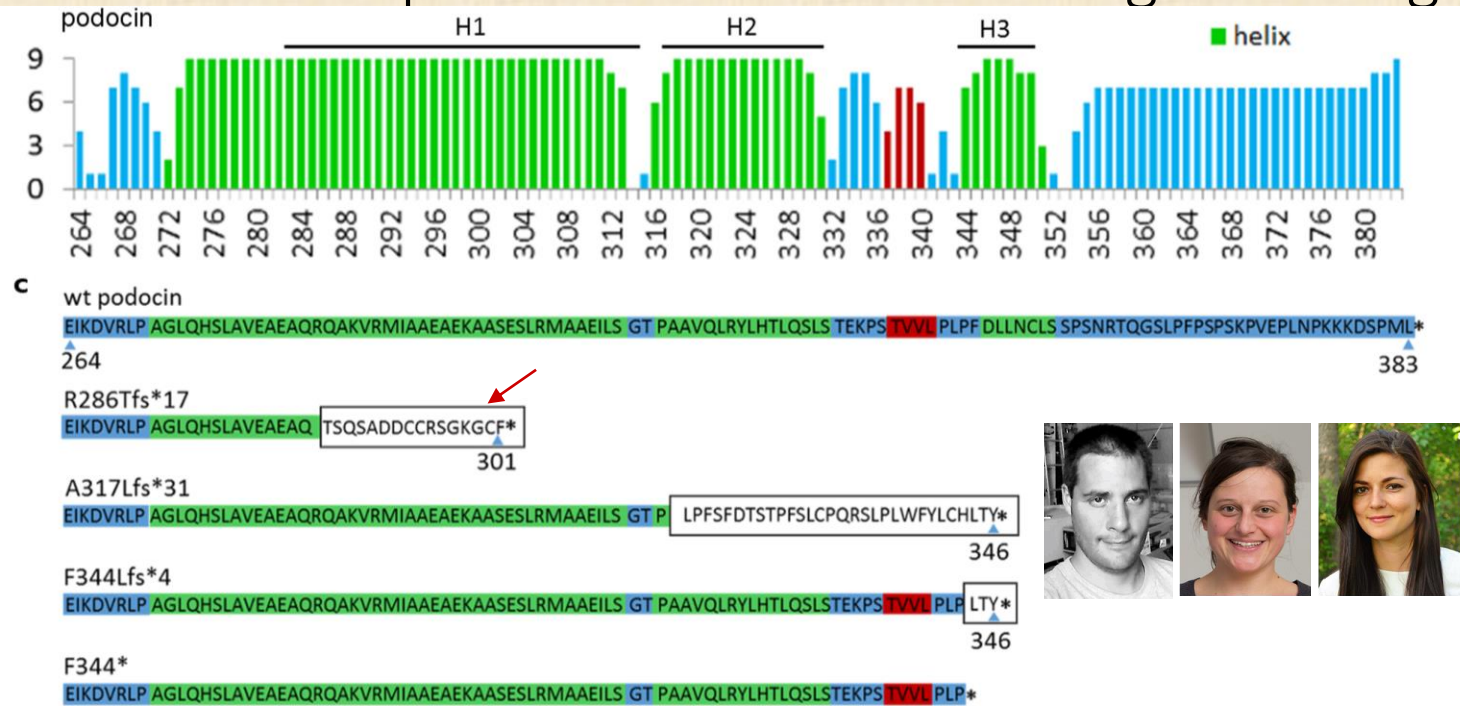 podocin
H1
H2
H3
helix
9
6
3
0
264 268 272 276 280 284 288 292 296 300 304 308 312 316 320 324 328 332 336 340 344 348 352 356 360 364 368 372 376 380
c
wt podocin
EIKDVRLP AGLQHSLAVEAEAQRQAKVRMIAAEAEKAASESLRMAAEILS GT PAAVQLRYLHTLQSLS TEKPS TVVL PLPF DLLNCLS SPSNRTQGSLPFPSPSKPVEPLNPKKKDSPML*
264
383
R286Tfs*17
EIKDVRLP AGLQHSLAVEAEAQ TSQSADDCCRSGKGCF*
301
A317Lfs*31
EIKDVRLP AGLQHSLAVEAEAQRQAKVRMIAAEAEKAASESLRMAAEILS GT P LPFSFDTSTPFSLCPQRSLPLWFYLCHLTY*
346
F344Lfs*4
EIKDVRLP AGLQHSLAVEAEAQRQAKVRMIAAEAEKAASESLRMAAEILS GT PAAVQLRYLHTLQSLSTEKPS TVVL PLP LTY*
346
F344*
EIKDVRLP AGLQHSLAVEAEAQRQAKVRMIAAEAEKAASESLRMAAEILS GT PAAVQLRYLHTLQSLSTEKPS TVVL PLP*